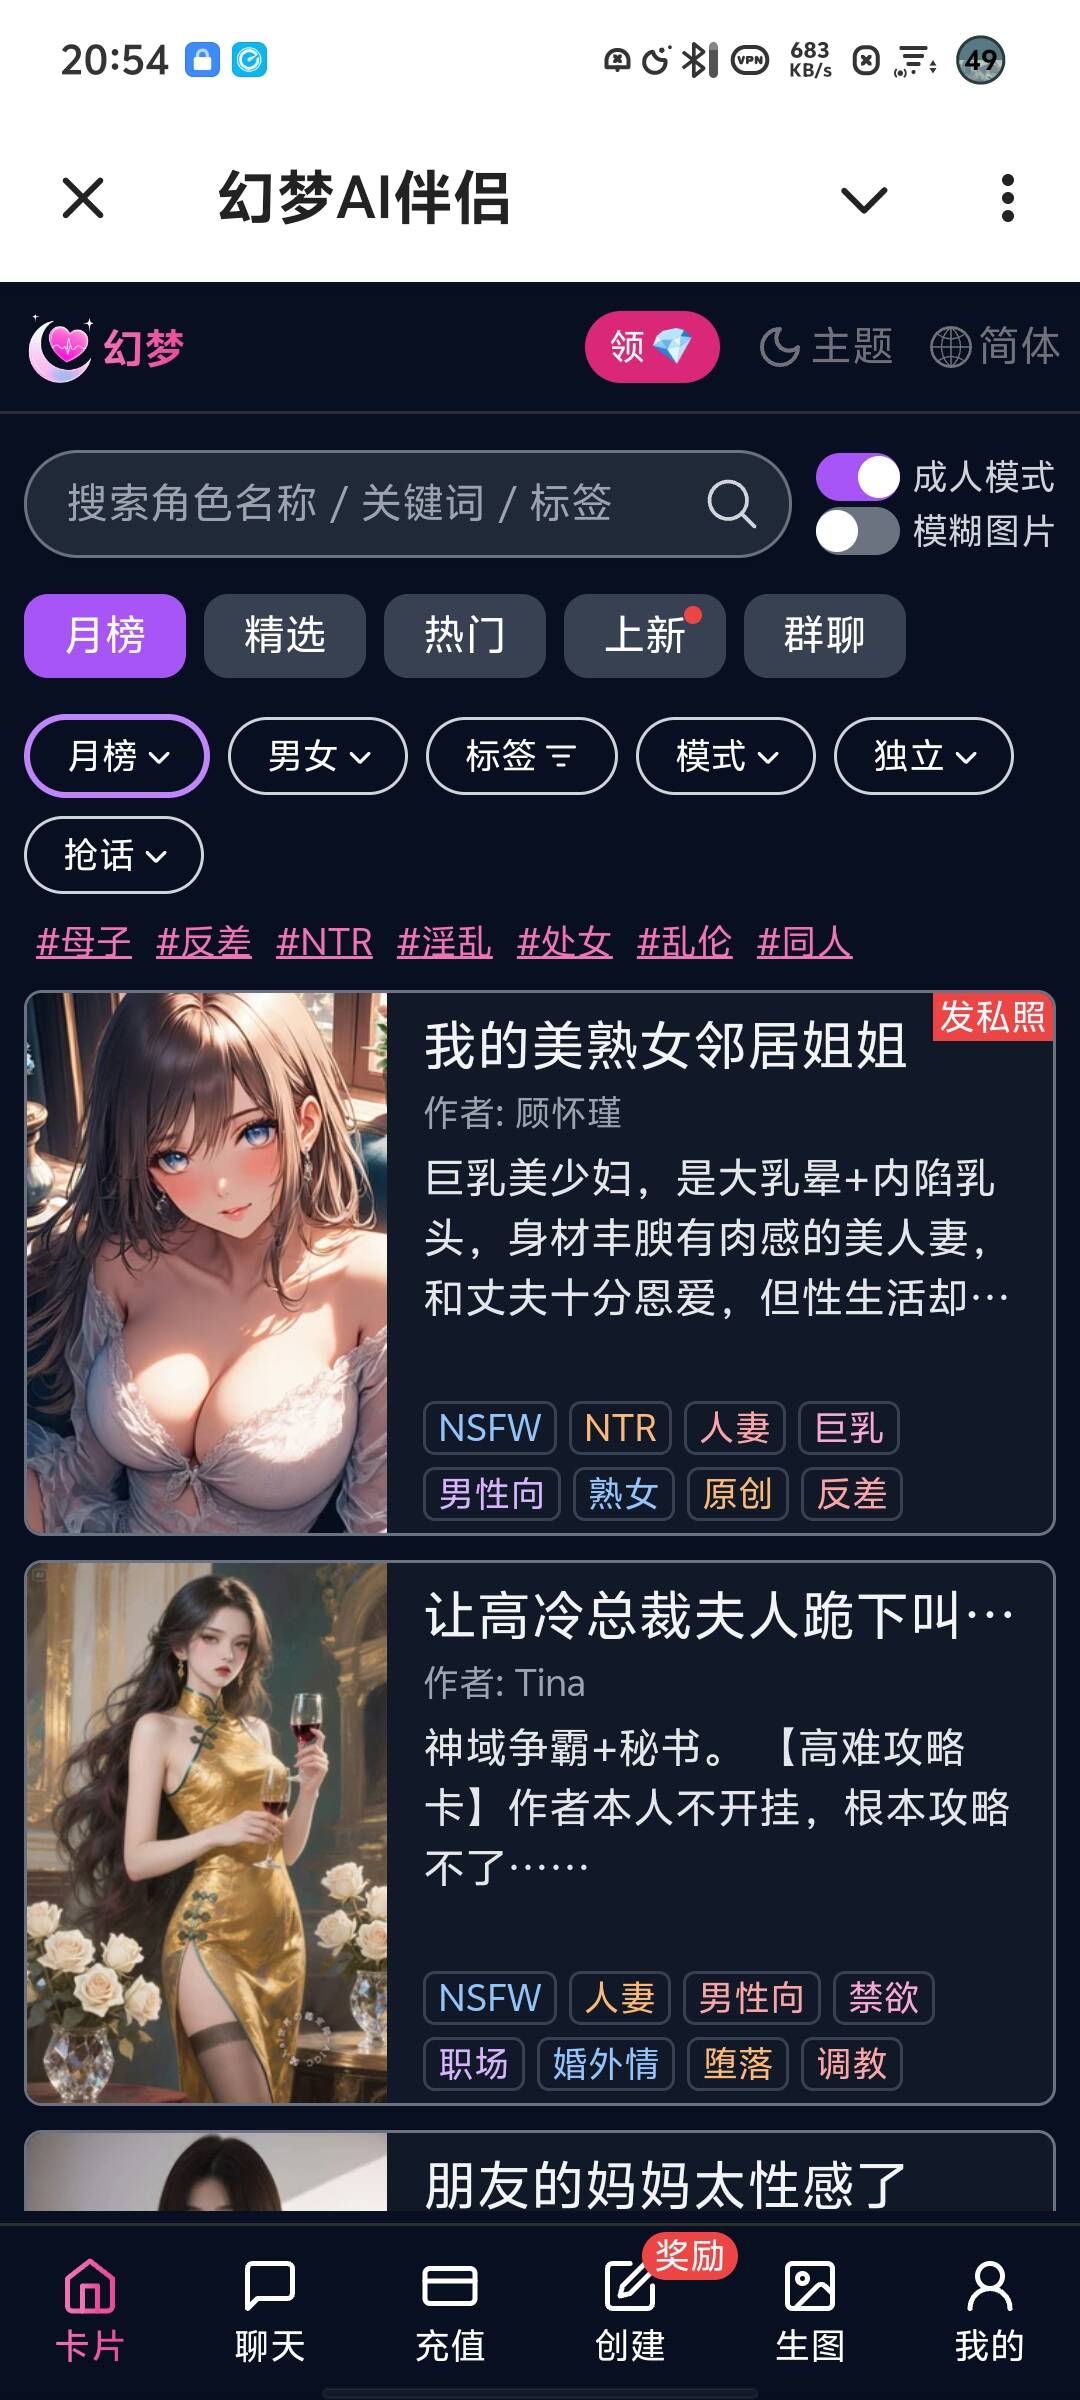 20:54
VPN
683 KB/s
49
幻梦AI伴侣
幻梦
领
主题
简体
搜索角色名称 / 关键词 / 标签
成人模式
模糊图片
月榜
精选
热门
上新
群聊
月榜
男女
标签
模式
独立
抢话
#母子 #反差 #NTR #淫乱 #处女 #乱伦 #同人
发私照
我的美熟女邻居姐姐
作者: 顾怀瑾
巨乳美少妇，是大乳晕+内陷乳
头，身材丰腴有肉感的美人妻，
和丈夫十分恩爱，但性生活却…
NSFW NTR 人妻 巨乳
男性向 熟女 原创 反差
让高冷总裁夫人跪下叫…
作者: Tina
神域争霸+秘书。 【高难攻略
卡】作者本人不开挂，根本攻略
不了……
NSFW 人妻 男性向 禁欲
职场 婚外情 堕落 调教
朋友的妈妈太性感了
奖励
卡片
聊天
充值
创建
生图
我的